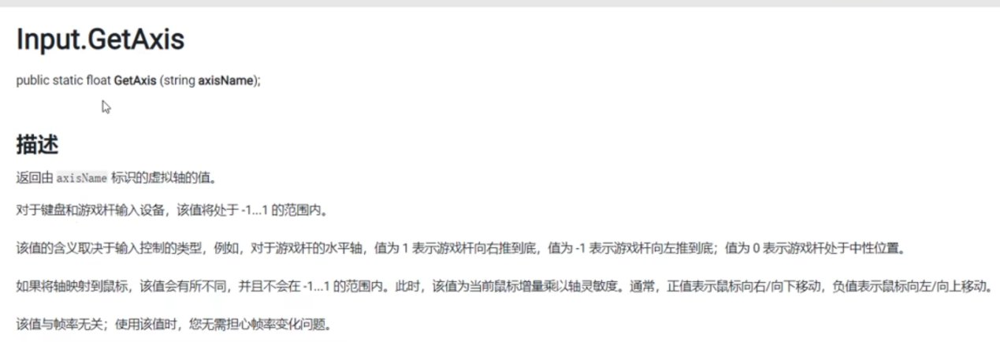 Input.GetAxis
public static float GetAxis (string axisName);
描述
返回由 axisName 标识的虚拟轴的值。
对于键盘和游戏杆输入设备，该值将处于 -1...1 的范围内。
该值的含义取决于输入控制的类型，例如，对于游戏杆的水平轴，值为 1 表示游戏杆向右推到底，值为 -1 表示游戏杆向左推到底；值为 0 表示游戏杆处于中性位置。
如果将轴映射到鼠标，该值会有所不同，并且不会在 -1...1 的范围内。此时，该值为当前鼠标增量乘以轴灵敏度。通常，正值表示鼠标向右/向下移动，负值表示鼠标向左/向上移动。
该值与帧率无关；使用该值时，您无需担心帧率变化问题。